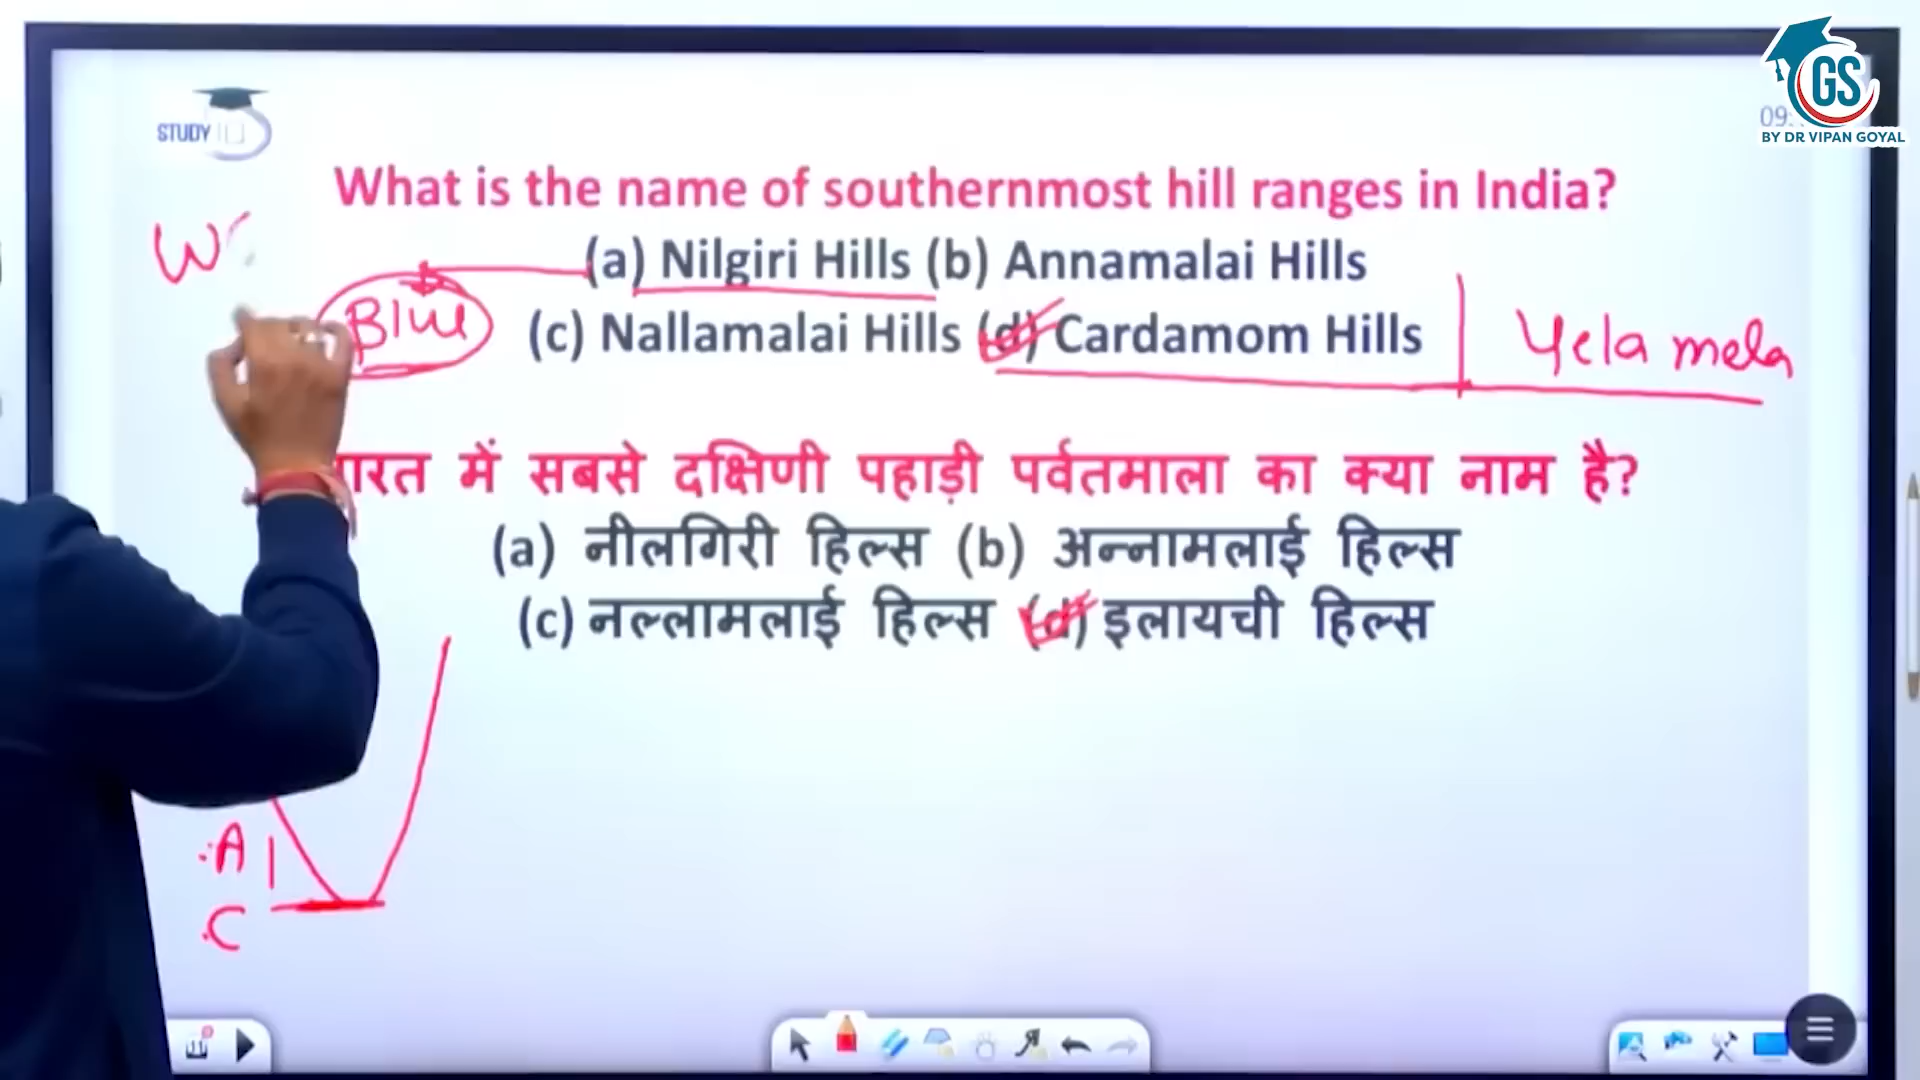 GS
BY DR VIPAN GOYAL
STUDY
09:
What is the name of southernmost hill ranges in India?
W
(a) Nilgiri Hills (b) Annamalai Hills
Blue
(c) Nallamalai Hills (d) Cardamom Hills
Yela mela
ारत में सबसे दक्षिणी पहाड़ी पर्वतमाला का क्या नाम है?
(a) नीलगिरी हिल्स (b) अन्नामलाई हिल्स
(c) नल्लामलाई हिल्स (d) इलायची हिल्स
A
C